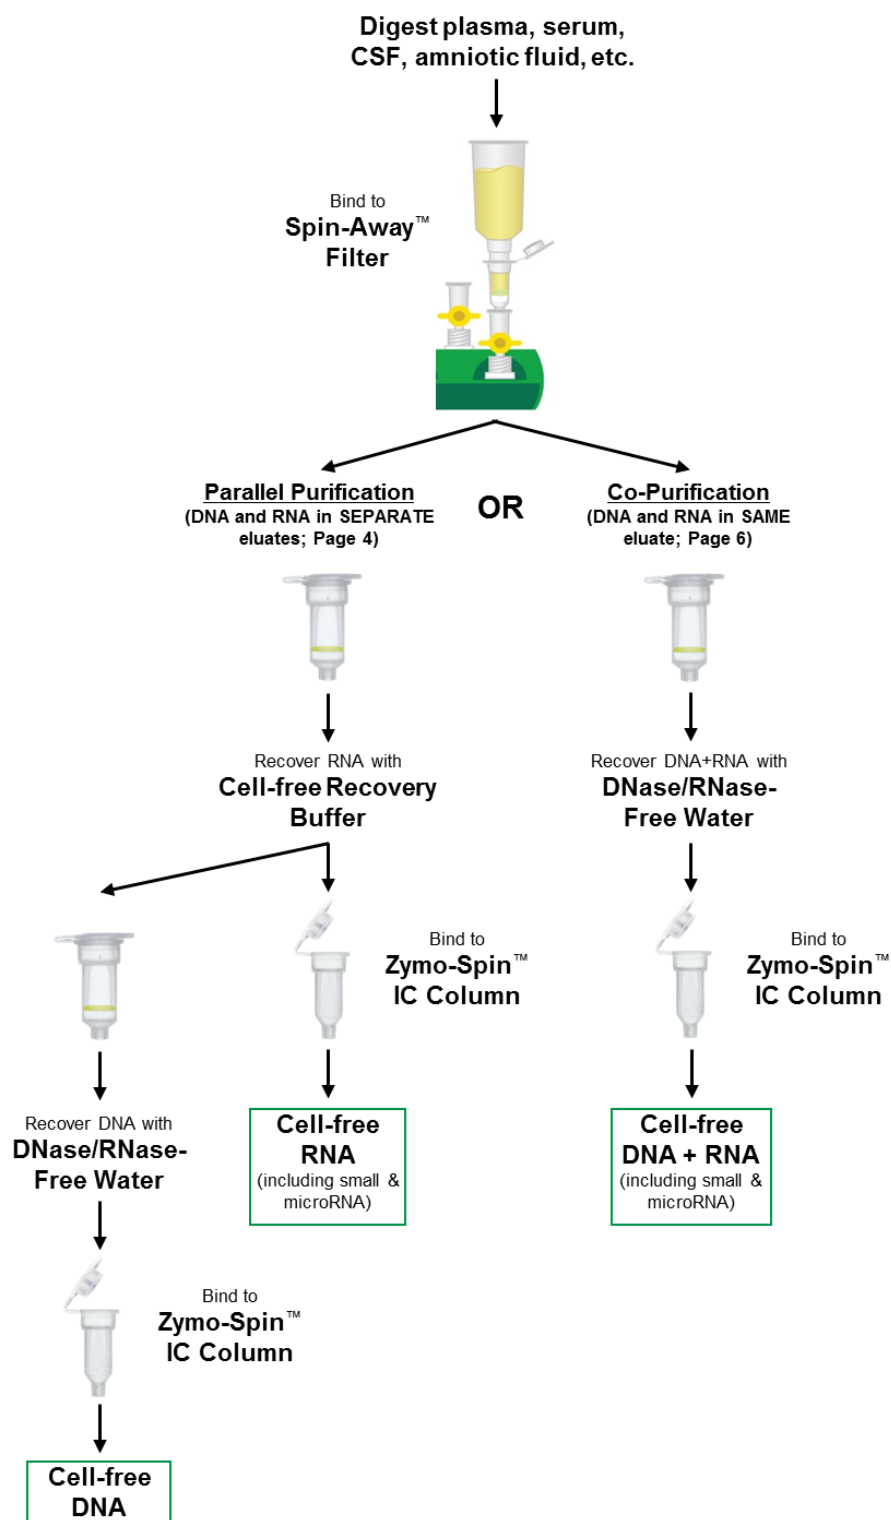 Digest plasma, serum,
CSF, amniotic fluid, etc.
Bind to
Spin-Away™
Filter
Parallel Purification
(DNA and RNA in SEPARATE
eluates; Page 4)
OR
Co-Purification
(DNA and RNA in SAME
eluate; Page 6)
Recover RNA with
Cell-free Recovery
Buffer
Recover DNA+RNA with
DNase/RNase-
Free Water
Bind to
Zymo-Spin™
IC Column
Bind to
Zymo-Spin™
IC Column
Recover DNA with
DNase/RNase-
Free Water
Cell-free
RNA
(including small &
microRNA)
Cell-free
DNA + RNA
(including small &
microRNA)
Bind to
Zymo-Spin™
IC Column
Cell-free
DNA